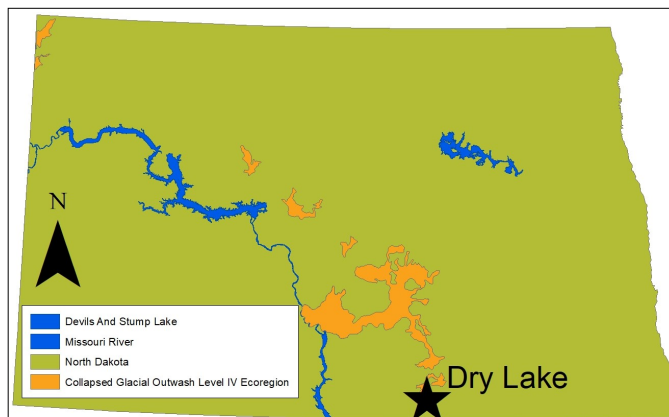 N
Devils And Stump Lake
Missouri River
North Dakota
Collapsed Glacial Outwash Level IV Ecoregion
Dry Lake